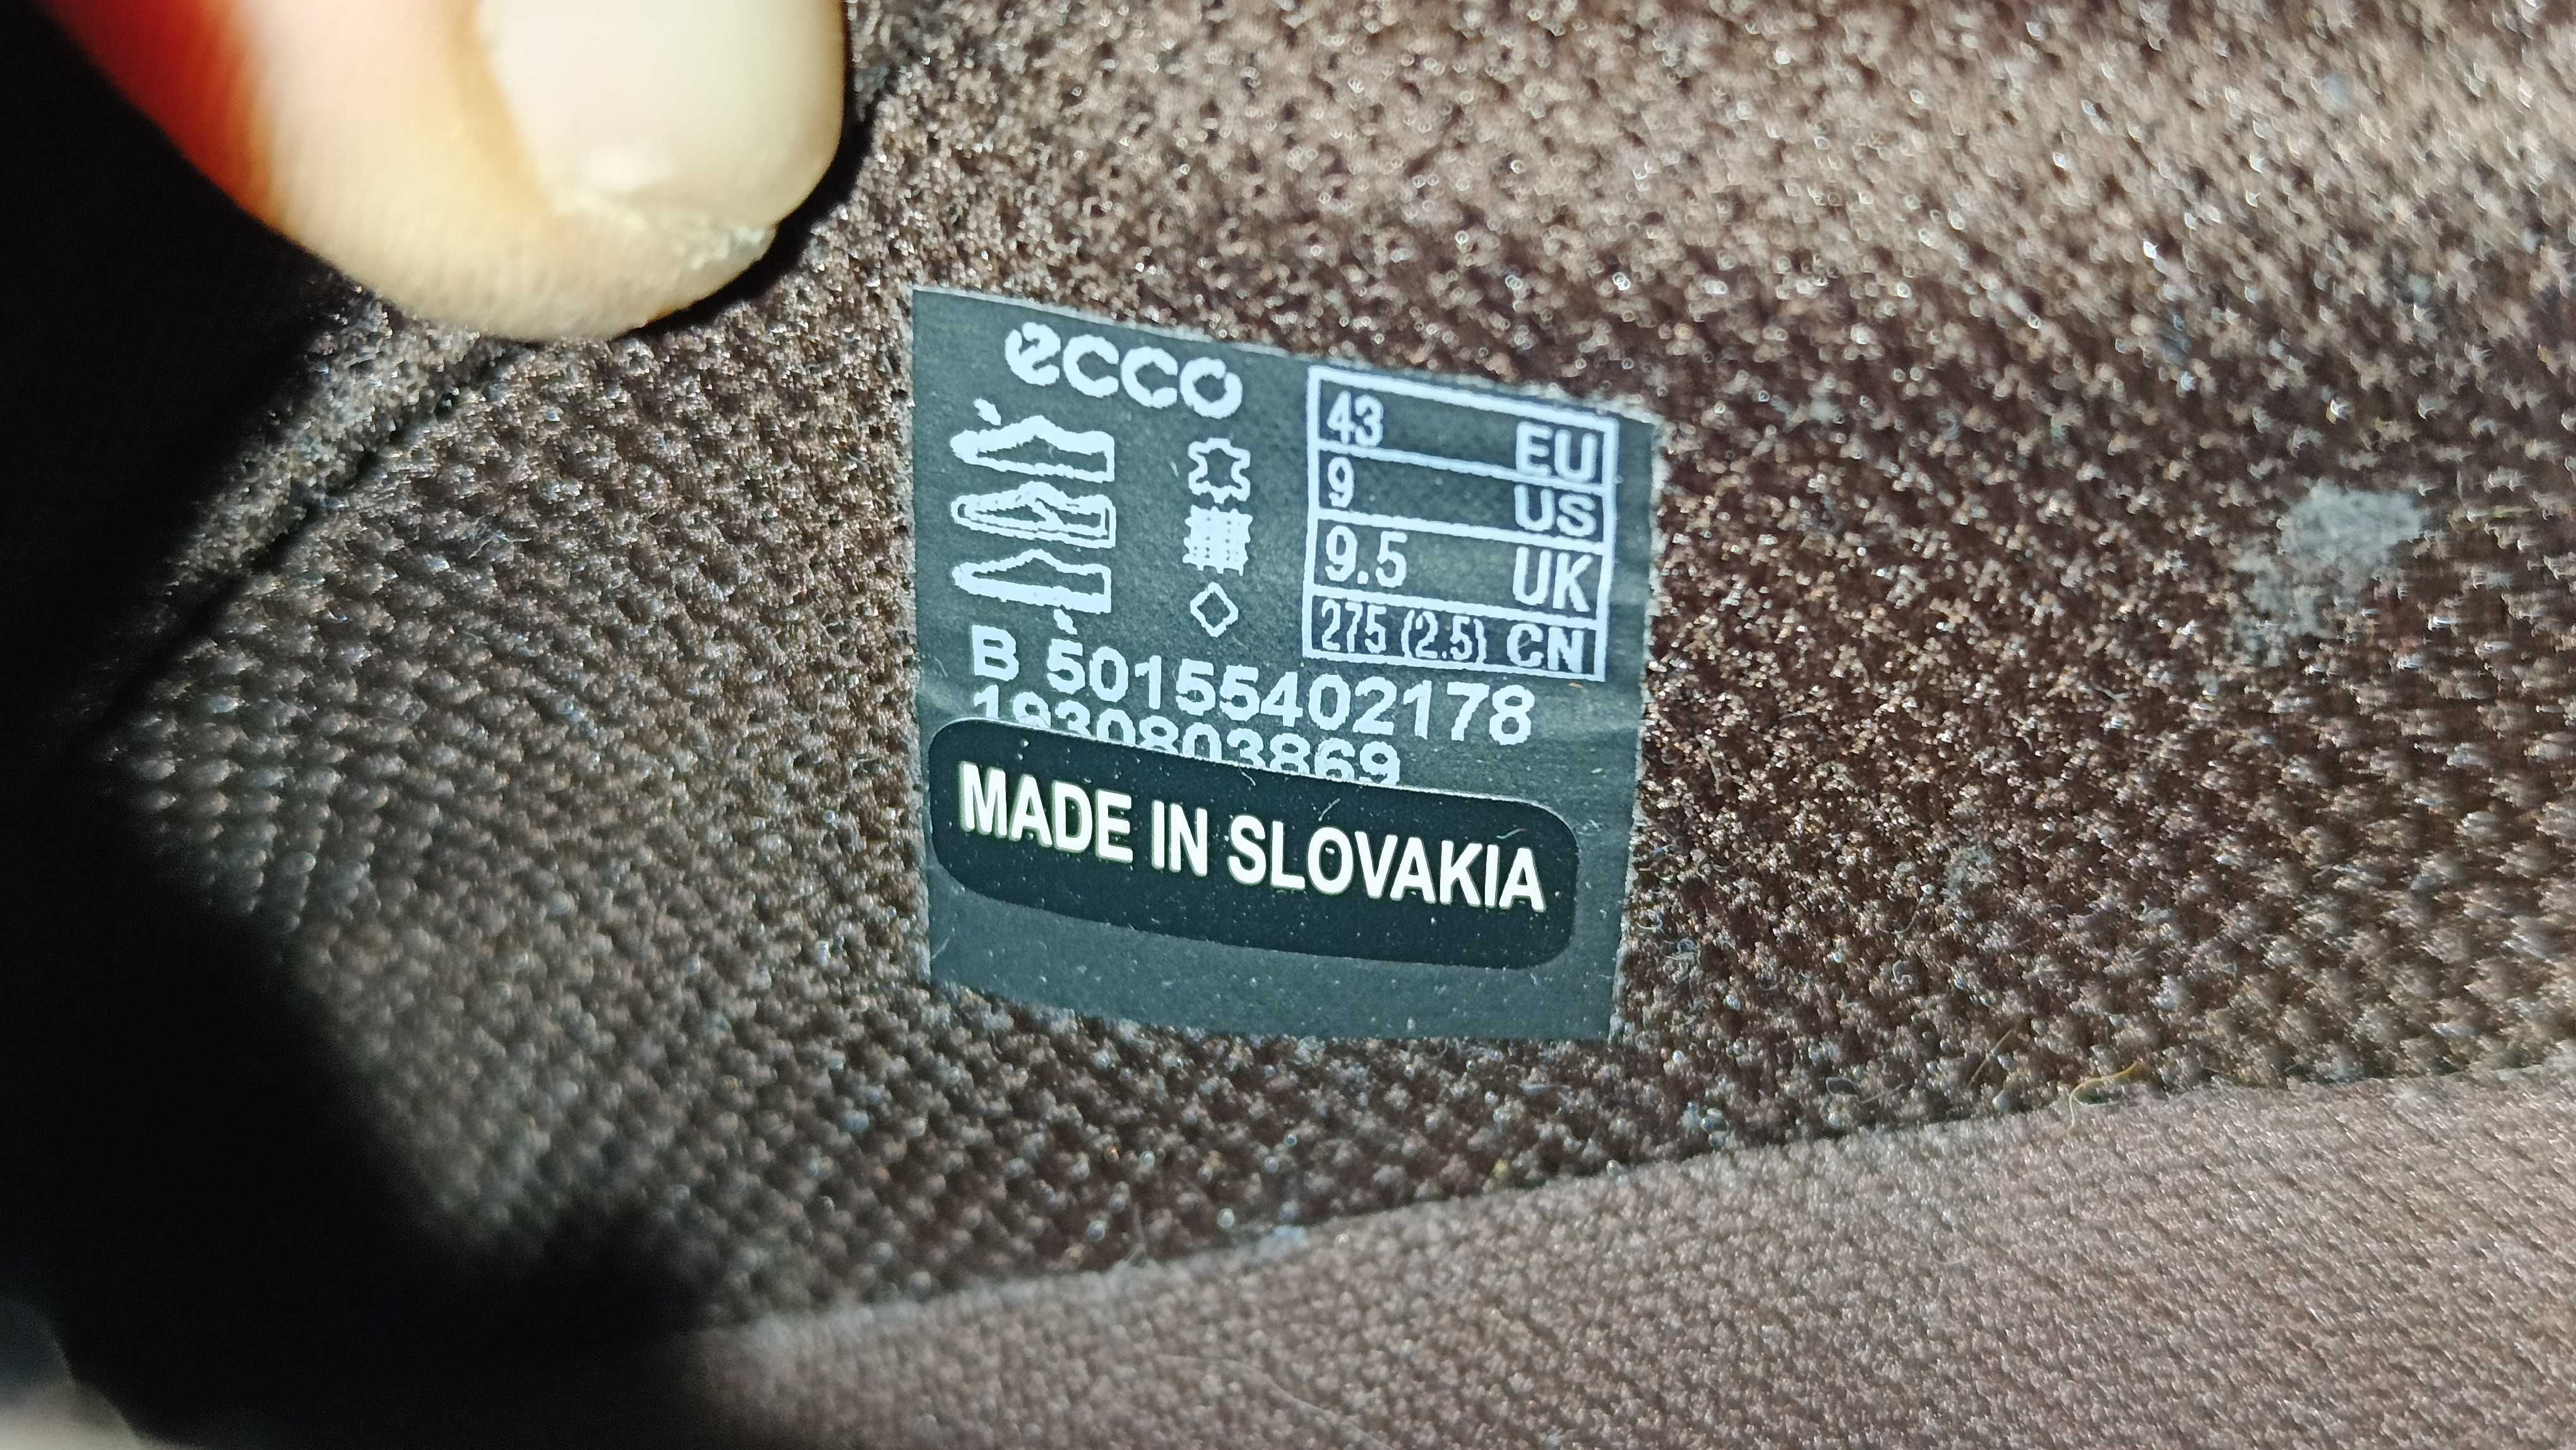 ecco
43 EU
9 US
9.5 UK
275 (2.5) CN
B 50155402178
1930803869
MADE IN SLOVAKIA